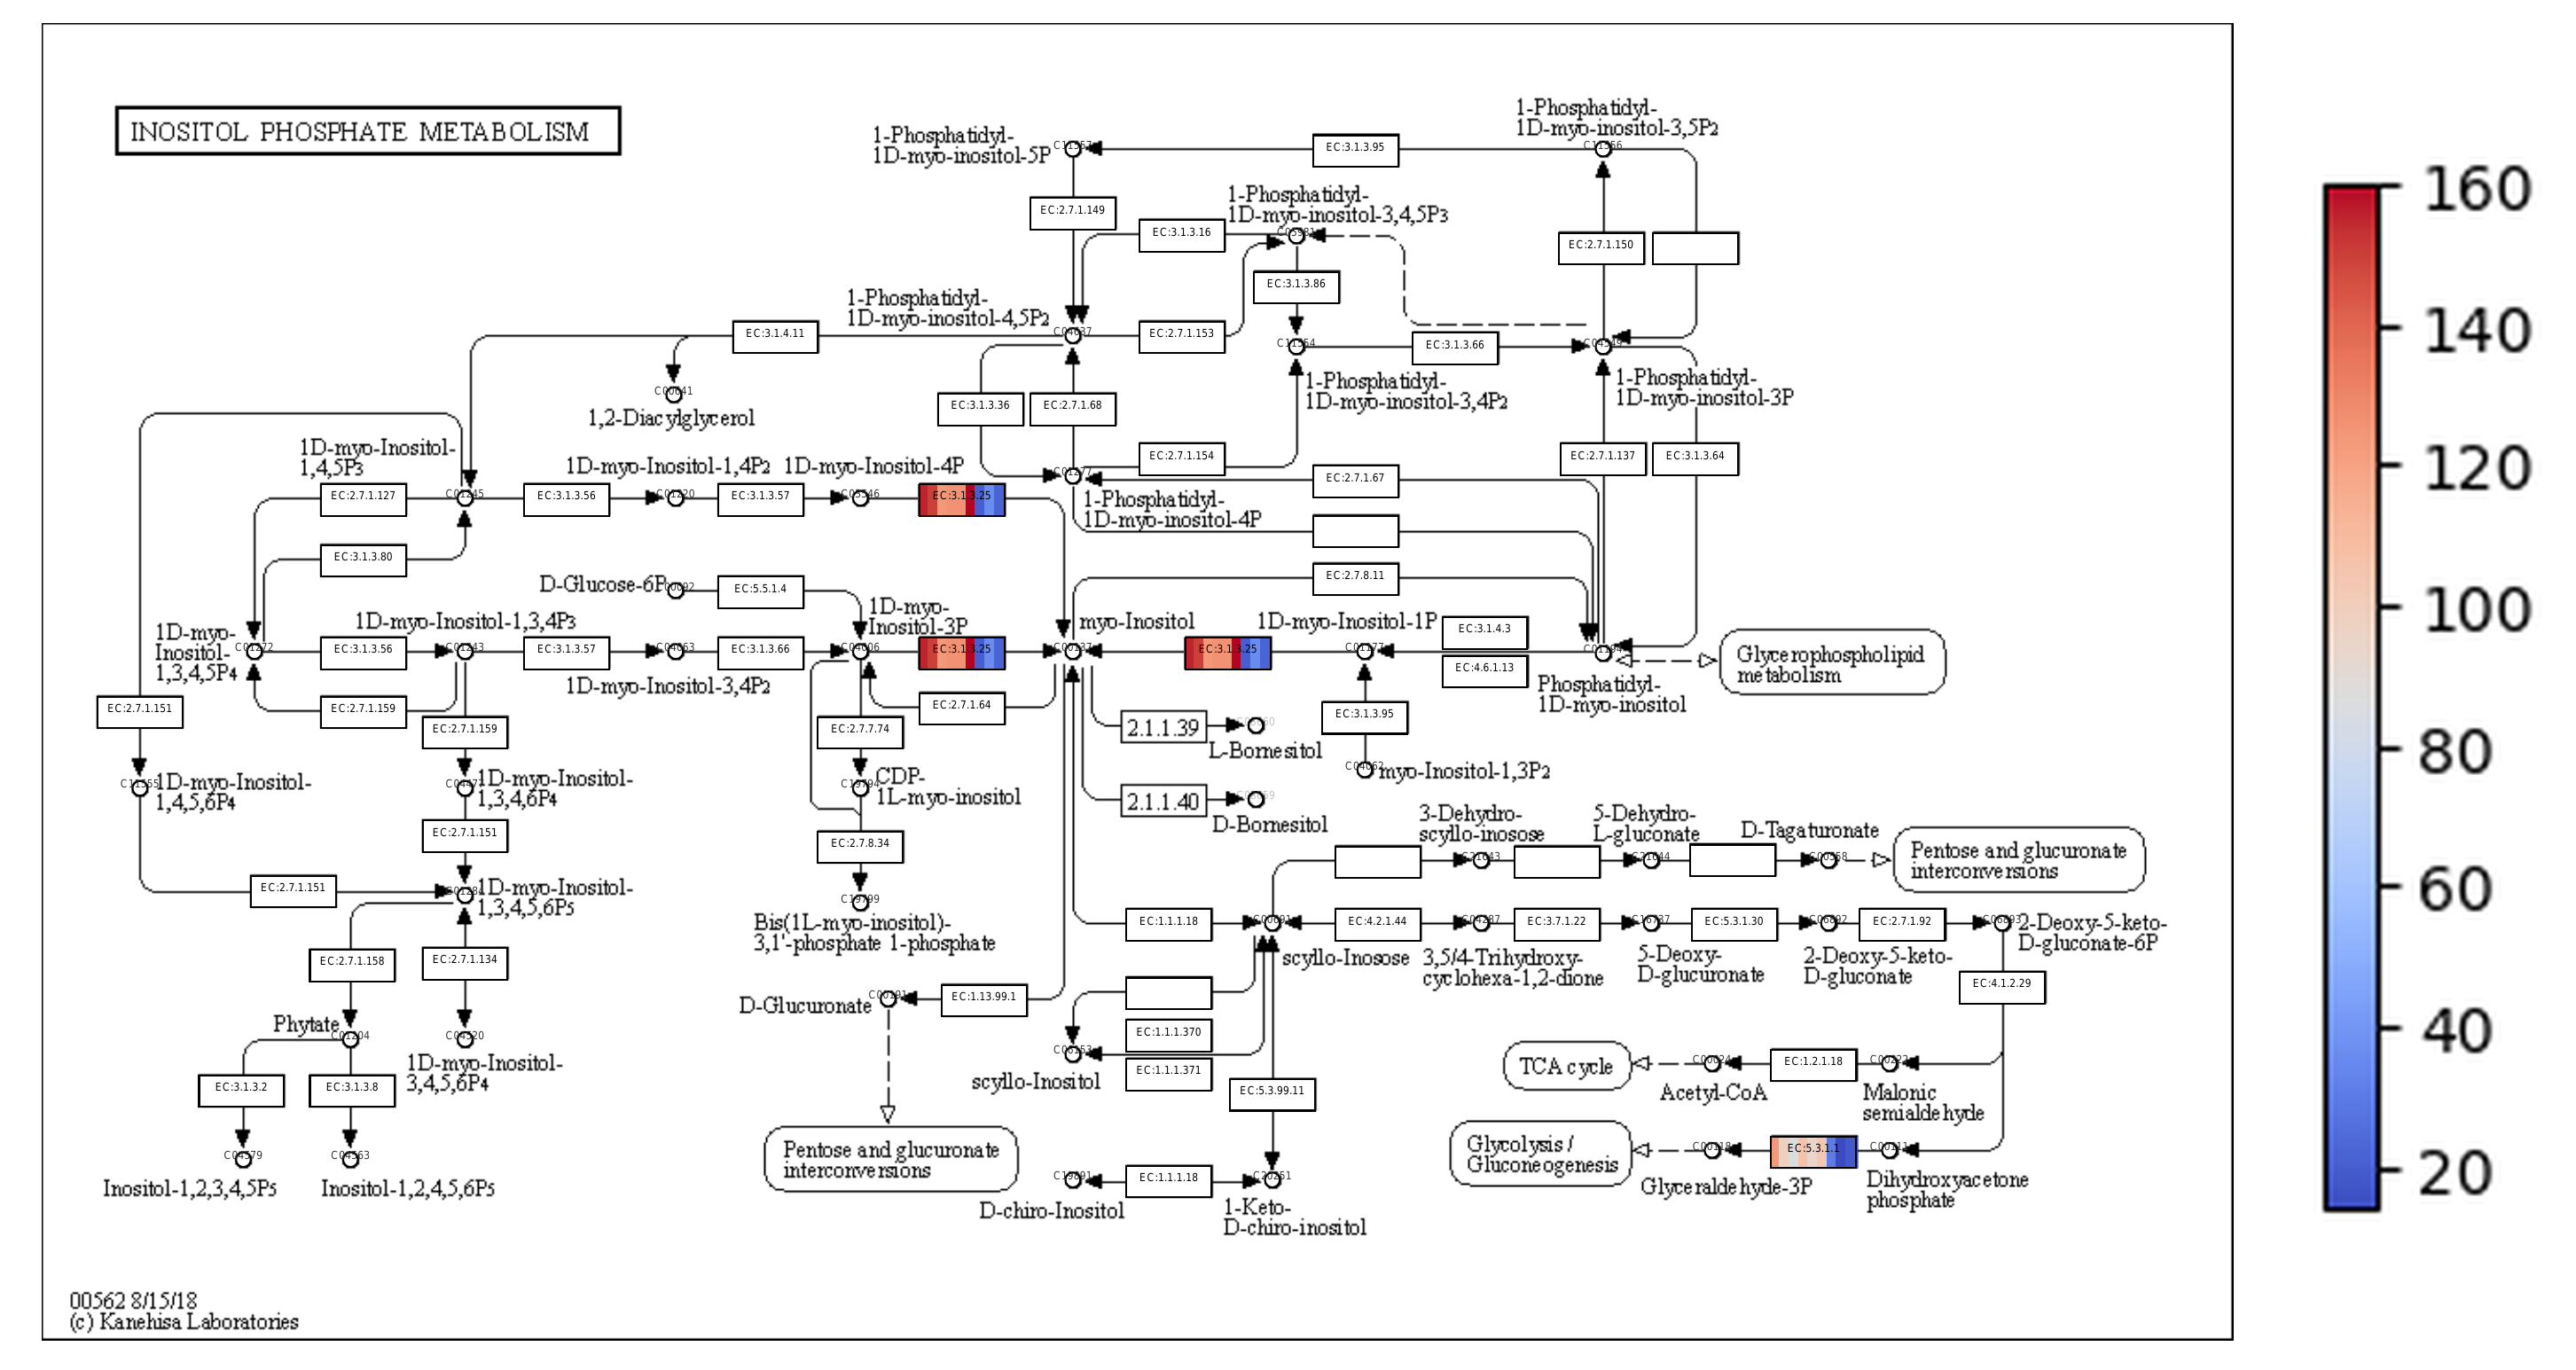 INOSITOL PHOSPHATE METABOLISM
1-Phosphatidyl-
1D-myo-inositol-5P
EC:3.1.3.95
1-Phosphatidyl-
1D-myo-inositol-3,5P2
EC:2.7.1.149
1-Phosphatidyl-
1D-myo-inositol-3,4,5P3
EC:3.1.3.16
EC:2.7.1.150
EC:3.1.3.86
1-Phosphatidyl-
1D-myo-inositol-4,5P2
EC:3.1.4.11
EC:2.7.1.153
EC:3.1.3.66
1,2-Diacylglycerol
EC:3.1.3.36
EC:2.7.1.68
1-Phosphatidyl-
1D-myo-inositol-3,4P2
1-Phosphatidyl-
1D-myo-inositol-3P
1D-myo-Inositol-
1,4,5P3
1D-myo-Inositol-1,4P2
1D-myo-Inositol-4P
EC:2.7.1.154
EC:2.7.1.137
EC:3.1.3.64
EC:2.7.1.67
EC:2.7.1.127
C01245
EC:3.1.3.56
C01220
EC:3.1.3.57
EC:3.1.3.25
1-Phosphatidyl-
1D-myo-inositol-4P
EC:3.1.3.80
D-Glucose-6P
EC:5.5.1.4
EC:2.7.8.11
1D-myo-
Inositol-
1,3,4,5P4
1D-myo-Inositol-1,3,4P3
1D-myo-
Inositol-3P
myo-Inositol
1D-myo-Inositol-1P
EC:3.1.4.3
C01272
EC:3.1.3.56
C01243
EC:3.1.3.57
C04063
EC:3.1.3.66
C04006
EC:3.1.3.25
C00137
EC:3.1.3.25
C01177
EC:4.6.1.13
C01194
Glycerophospholipid
metabolism
1D-myo-Inositol-3,4P2
Phosphatidyl-
1D-myo-inositol
EC:2.7.1.151
EC:2.7.1.159
EC:2.7.1.159
EC:2.7.1.64
EC:2.7.7.74
2.1.1.39
L-Bornesitol
EC:3.1.3.95
myo-Inositol-1,3P2
1D-myo-Inositol-
1,4,5,6P4
1D-myo-Inositol-
1,3,4,6P4
CDP-
1L-myo-inositol
2.1.1.40
D-Bornesitol
EC:2.7.1.151
EC:2.7.8.34
3-Dehydro-
scyllo-inosose
5-Dehydro-
L-gluconate
D-Tagaturonate
Pentose and glucuronate
interconversions
EC:2.7.1.151
1D-myo-Inositol-
1,3,4,5,6P5
Bis(1L-myo-inositol)-
3,1'-phosphate 1-phosphate
EC:1.1.1.18
C00691
EC:4.2.1.44
C04287
EC:3.7.1.22
C16737
EC:5.3.1.30
C06892
EC:2.7.1.92
C06893
2-Deoxy-5-keto-
D-gluconate-6P
scyllo-Inosose
3,5/4-Trihydroxy-
cyclohexa-1,2-dione
5-Deoxy-
D-glucuronate
2-Deoxy-5-keto-
D-gluconate
EC:2.7.1.158
EC:2.7.1.134
EC:4.1.2.29
D-Glucuronate
EC:1.13.99.1
Phytate
C01204
C04520
1D-myo-Inositol-
3,4,5,6P4
EC:1.1.1.370
C06153
EC:1.1.1.371
scyllo-Inositol
TCA cycle
C00024
EC:1.2.1.18
C00222
Acetyl-CoA
Malonic
semialdehyde
EC:3.1.3.2
EC:3.1.3.8
EC:5.3.99.11
C04579
C04563
Inositol-1,2,3,4,5P5
Inositol-1,2,4,5,6P5
Pentose and glucuronate
interconversions
Glycolysis /
Gluconeogenesis
C00118
EC:5.3.1.1
C00111
Glyceraldehyde-3P
Dihydroxyacetone
phosphate
C19891
EC:1.1.1.18
C20251
D-chiro-Inositol
1-Keto-
D-chiro-inositol
00562 8/15/18
(c) Kanehisa Laboratories
160
140
120
100
80
60
40
20